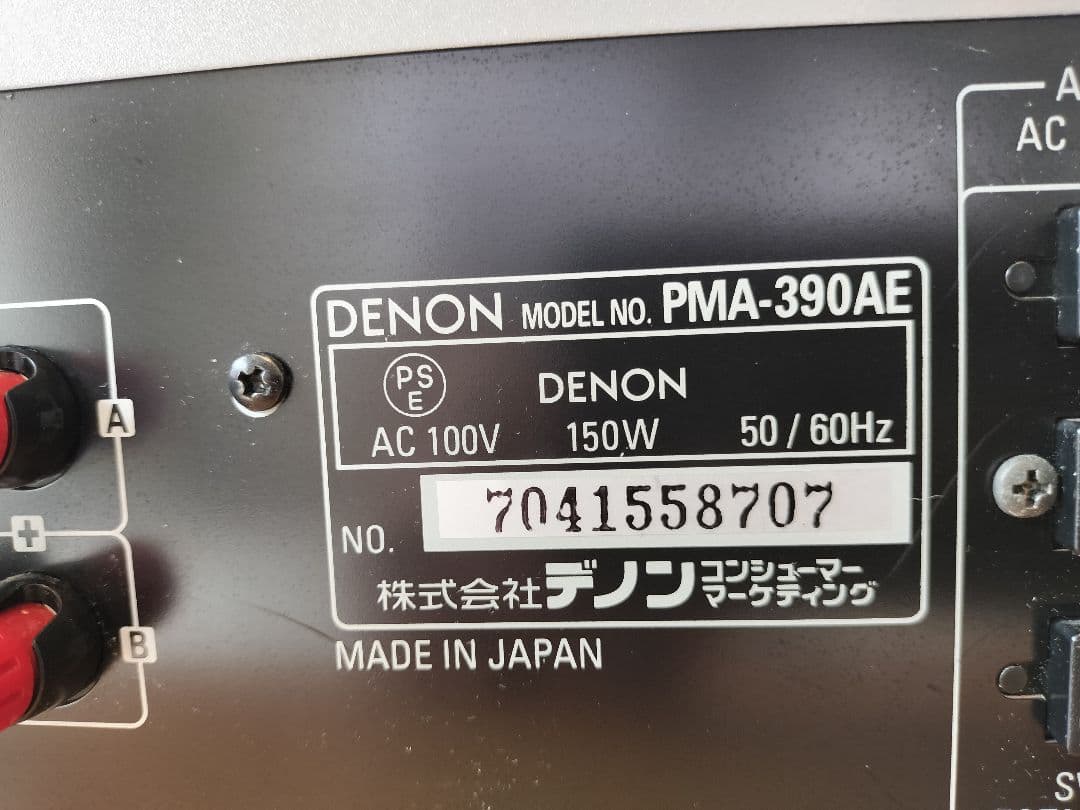 DENON MODEL NO. PMA-390AE
PS
E
DENON
AC 100V 150W 50/60Hz
NO. 7041558707
株式会社デノン コンシューマー
マーケティング
MADE IN JAPAN
A
+
B
AC